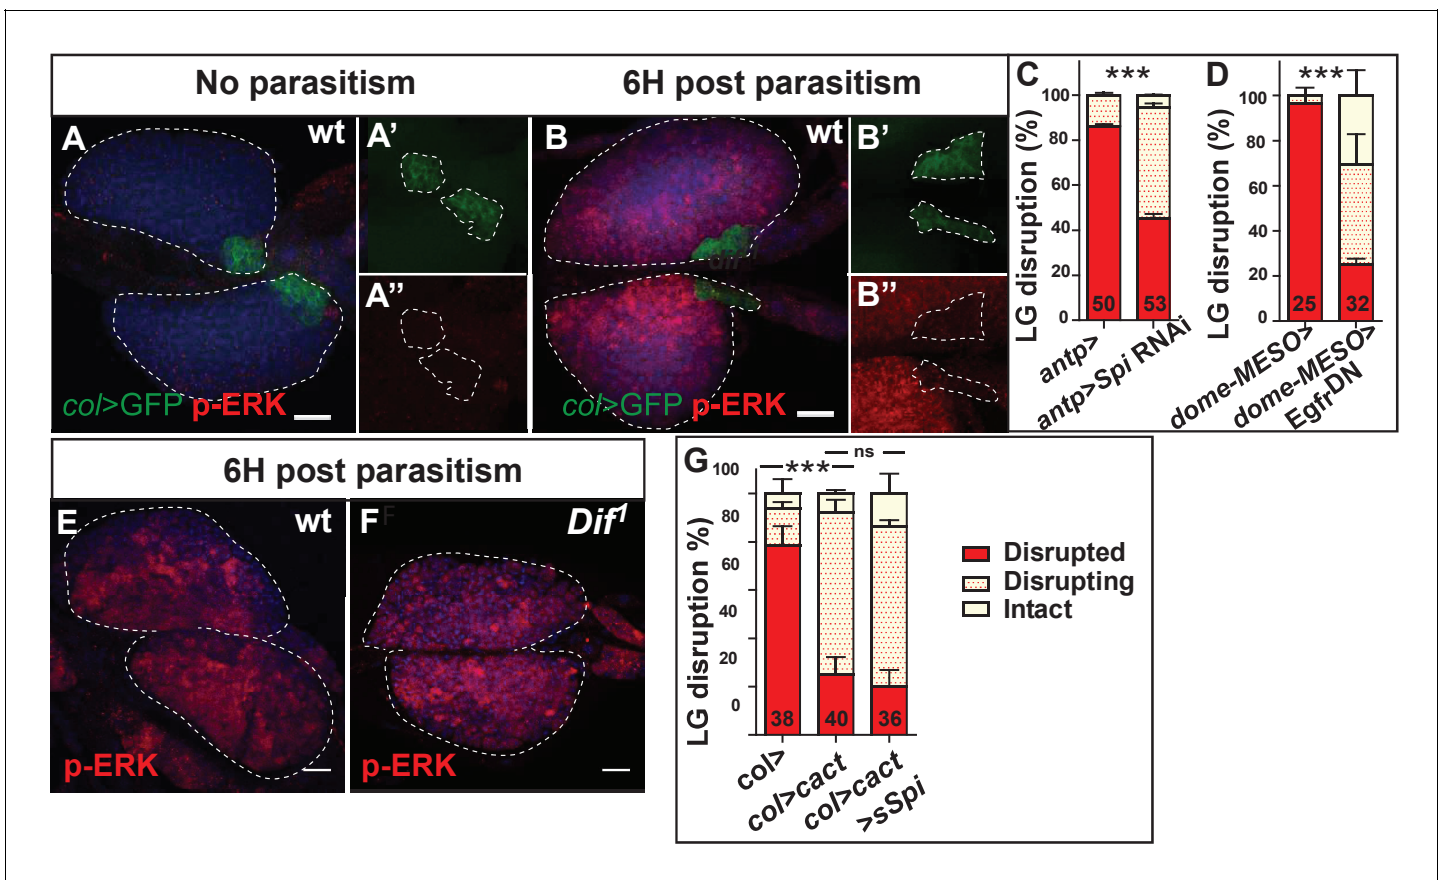 No parasitism
6H post parasitism
A
wt
A'
A"
col>GFP p-ERK
B
wt
dif
B'
B"
col>GFP p-ERK
C
***
LG disruption (%)
100
80
60
40
20
0
50
53
antp>
antp>Spi RNAi
D
***
LG disruption (%)
100
80
60
40
20
0
25
32
dome-MESO>
dome-MESO>
EgfrDN
6H post parasitism
E
wt
p-ERK
F
F
Dif1
p-ERK
G
***
ns
LG disruption %)
100
80
60
40
20
0
38
40
36
col>
col>cact
col>cact
>sSpi
Disrupted
Disrupting
Intact